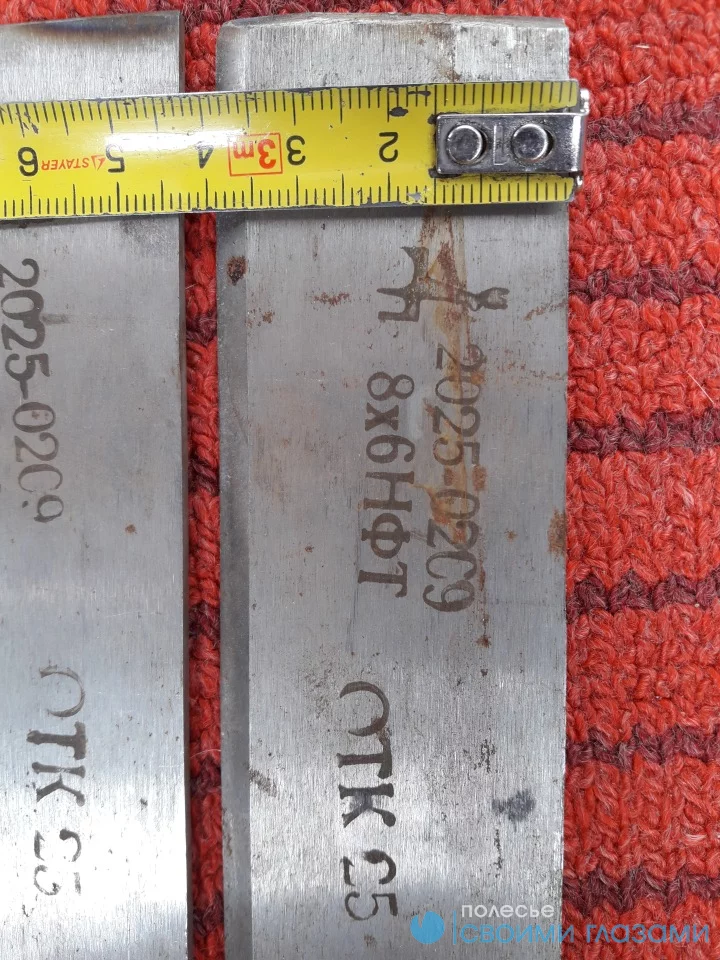 6 5 4 3m 3 2
STAYER
2025-02С9
ОТК 25
2025-02С9
8х6НФТ
ОТК 25
полесье
своими глазами